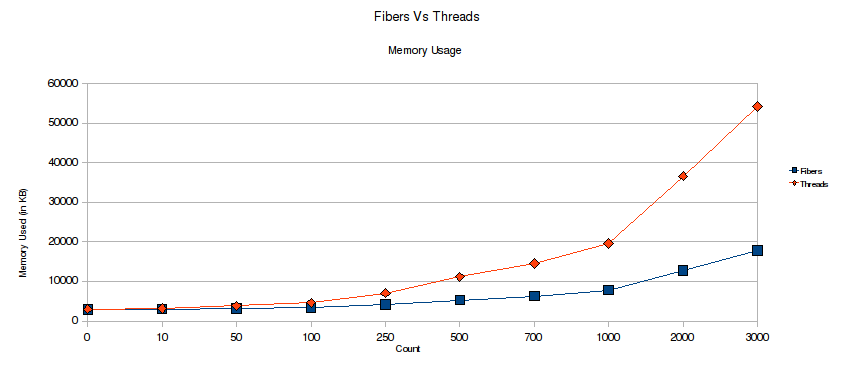 Fibers Vs Threads
Memory Usage
60000
50000
40000
30000
20000
10000
0
Memory Used (in KB)
0 10 50 100 250 500 700 1000 2000 3000
Count
Fibers
Threads